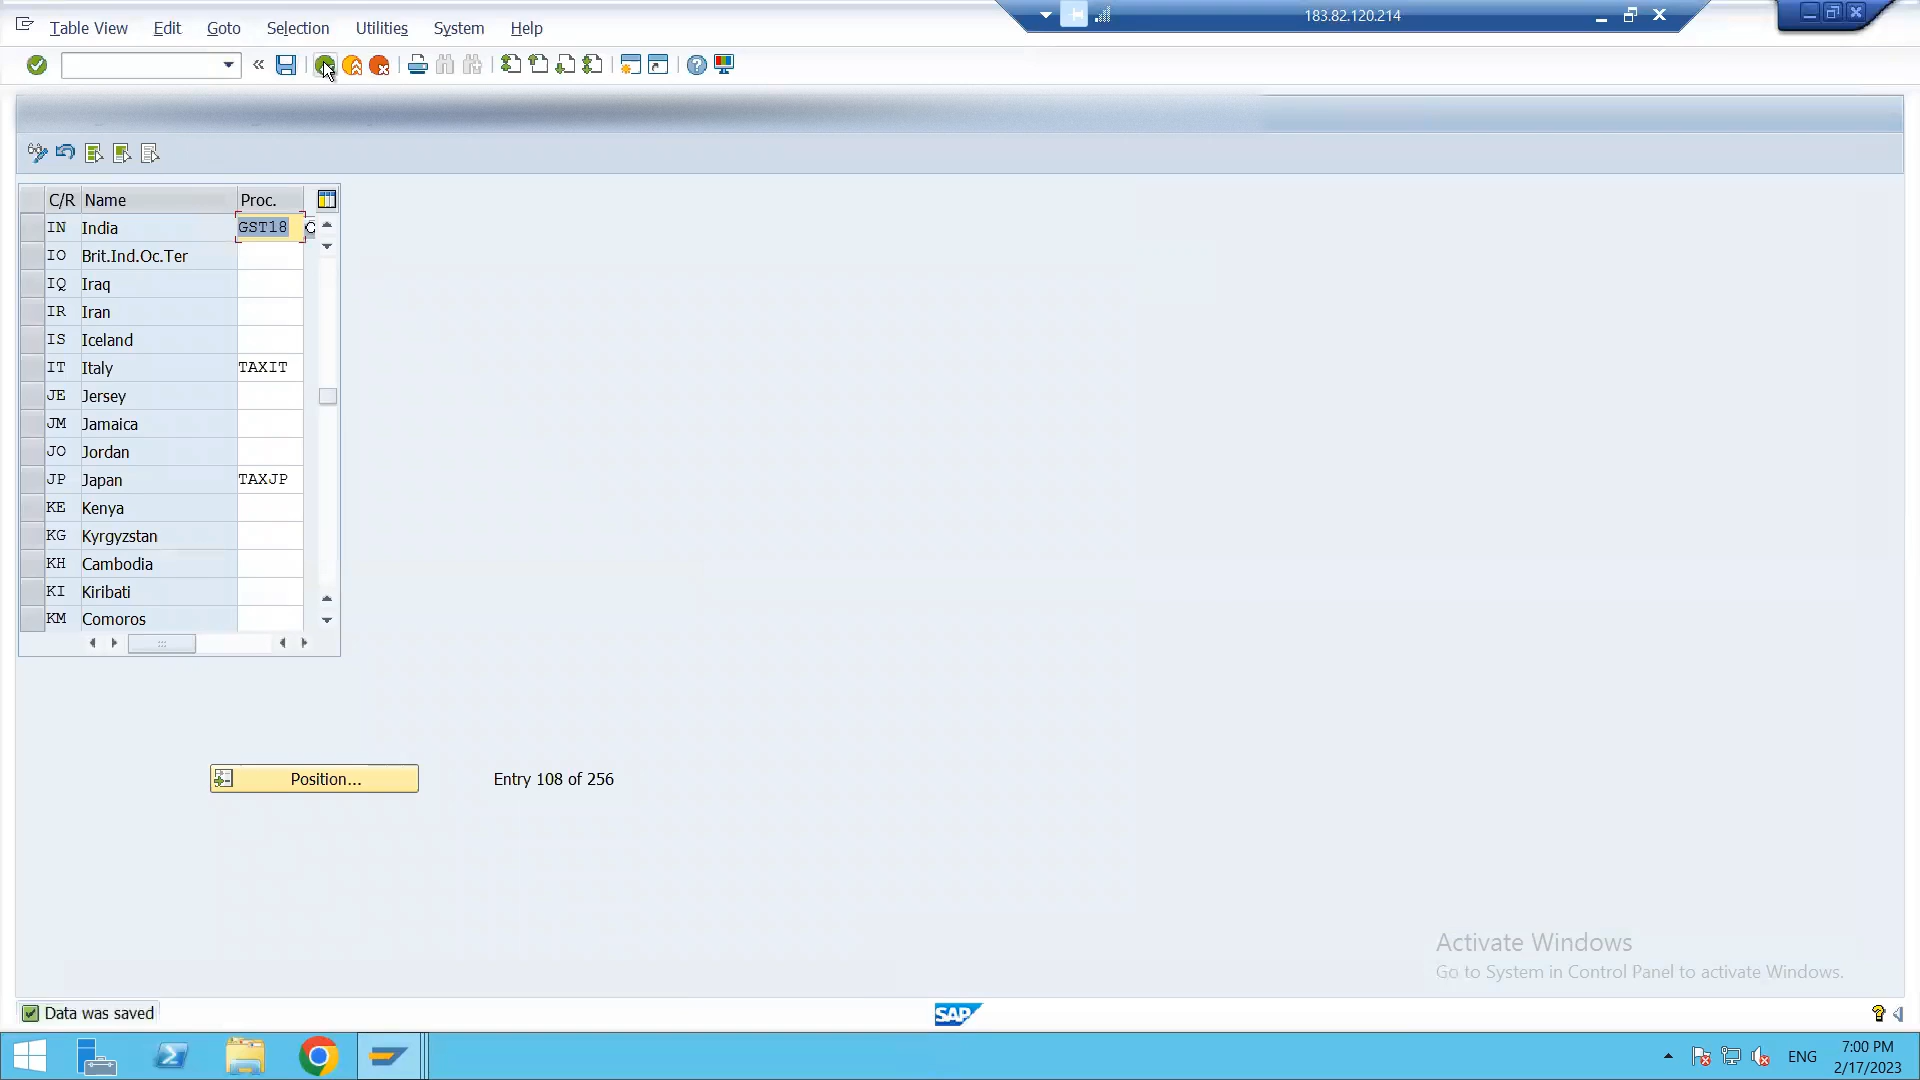 183.82.120.214
Table View Edit Goto Selection Utilities System Help
C/R Name Proc.
IN India GST18
IO Brit.Ind.Oc.Ter
IQ Iraq
IR Iran
IS Iceland
IT Italy TAXIT
JE Jersey
JM Jamaica
JO Jordan
JP Japan TAXJP
KE Kenya
KG Kyrgyzstan
KH Cambodia
KI Kiribati
KM Comoros
Position... Entry 108 of 256
Activate Windows
Go to System in Control Panel to activate Windows.
Data was saved
SAP
ENG
7:00 PM
2/17/2023